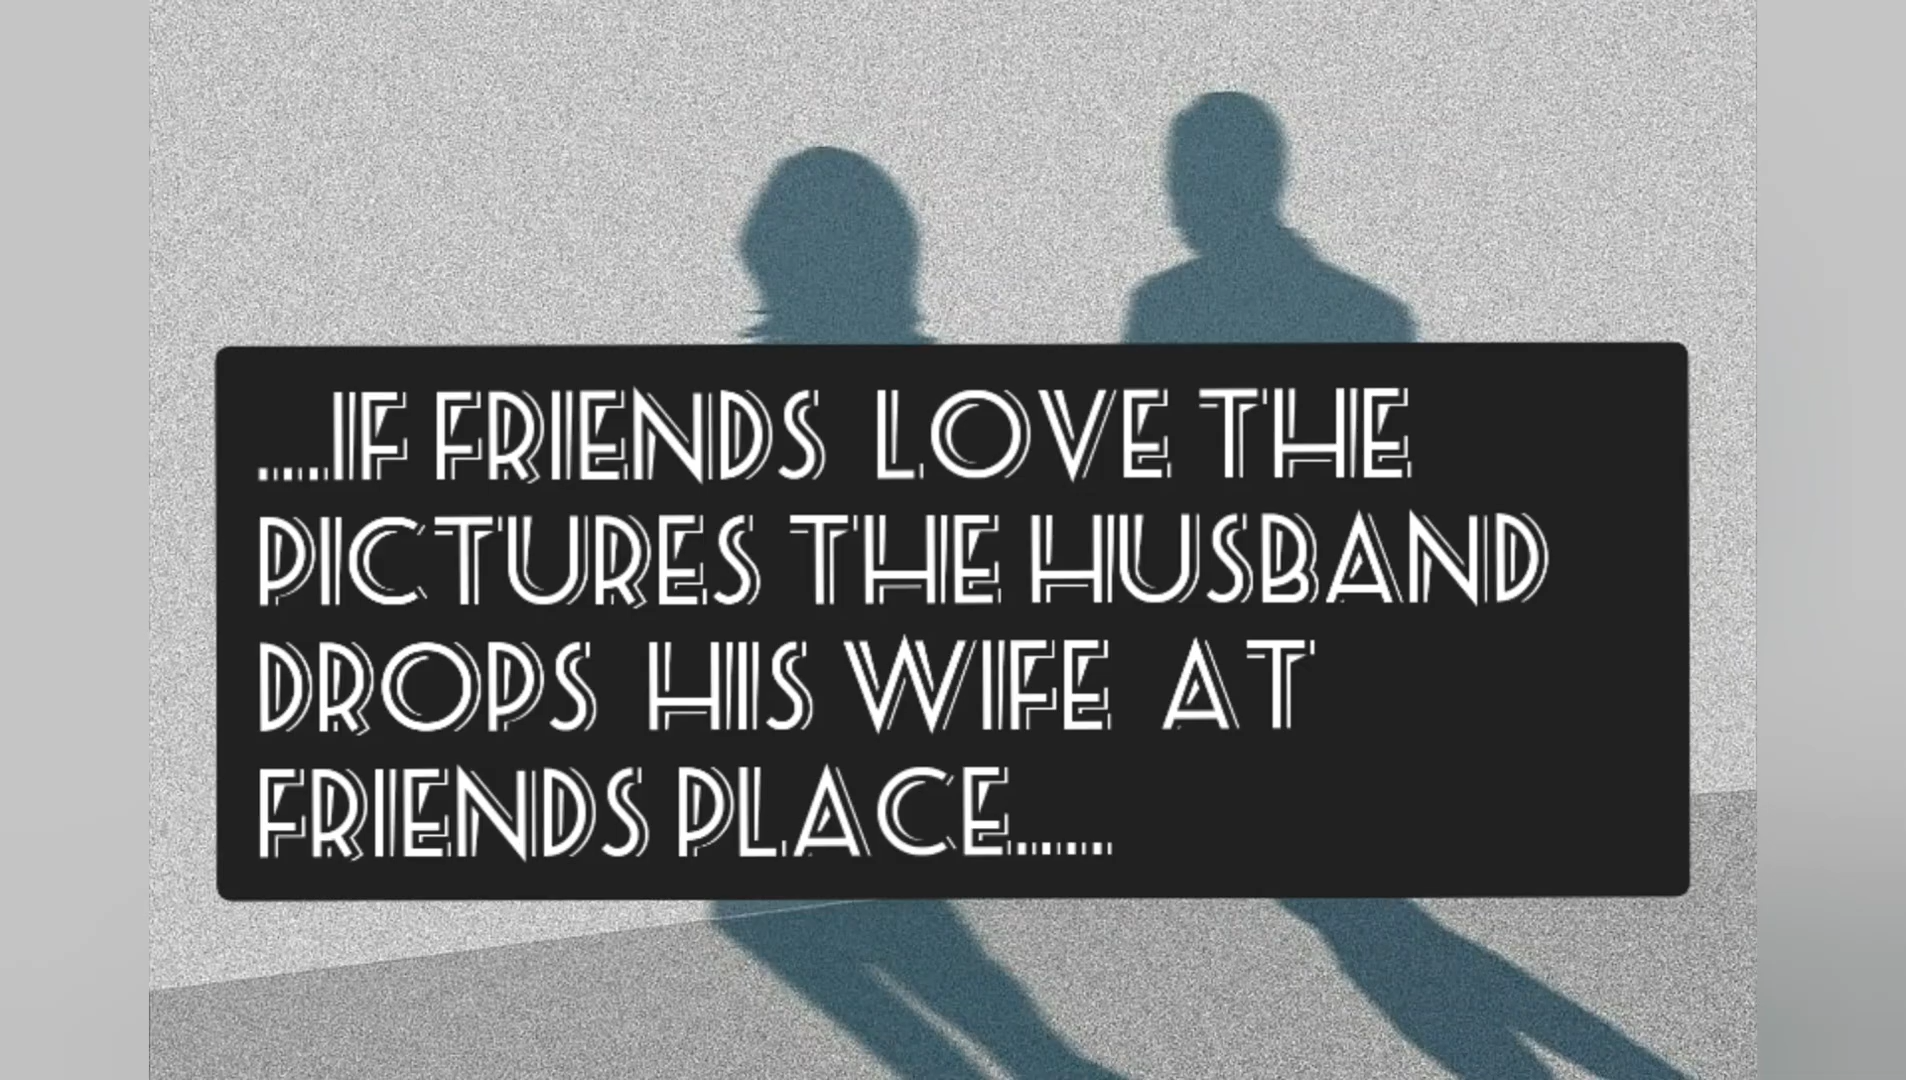 ....IF FRIENDS LOVE THE
PICTURES THE HUSBAND
DROPS HIS WIFE AT
FRIENDS PLACE.......